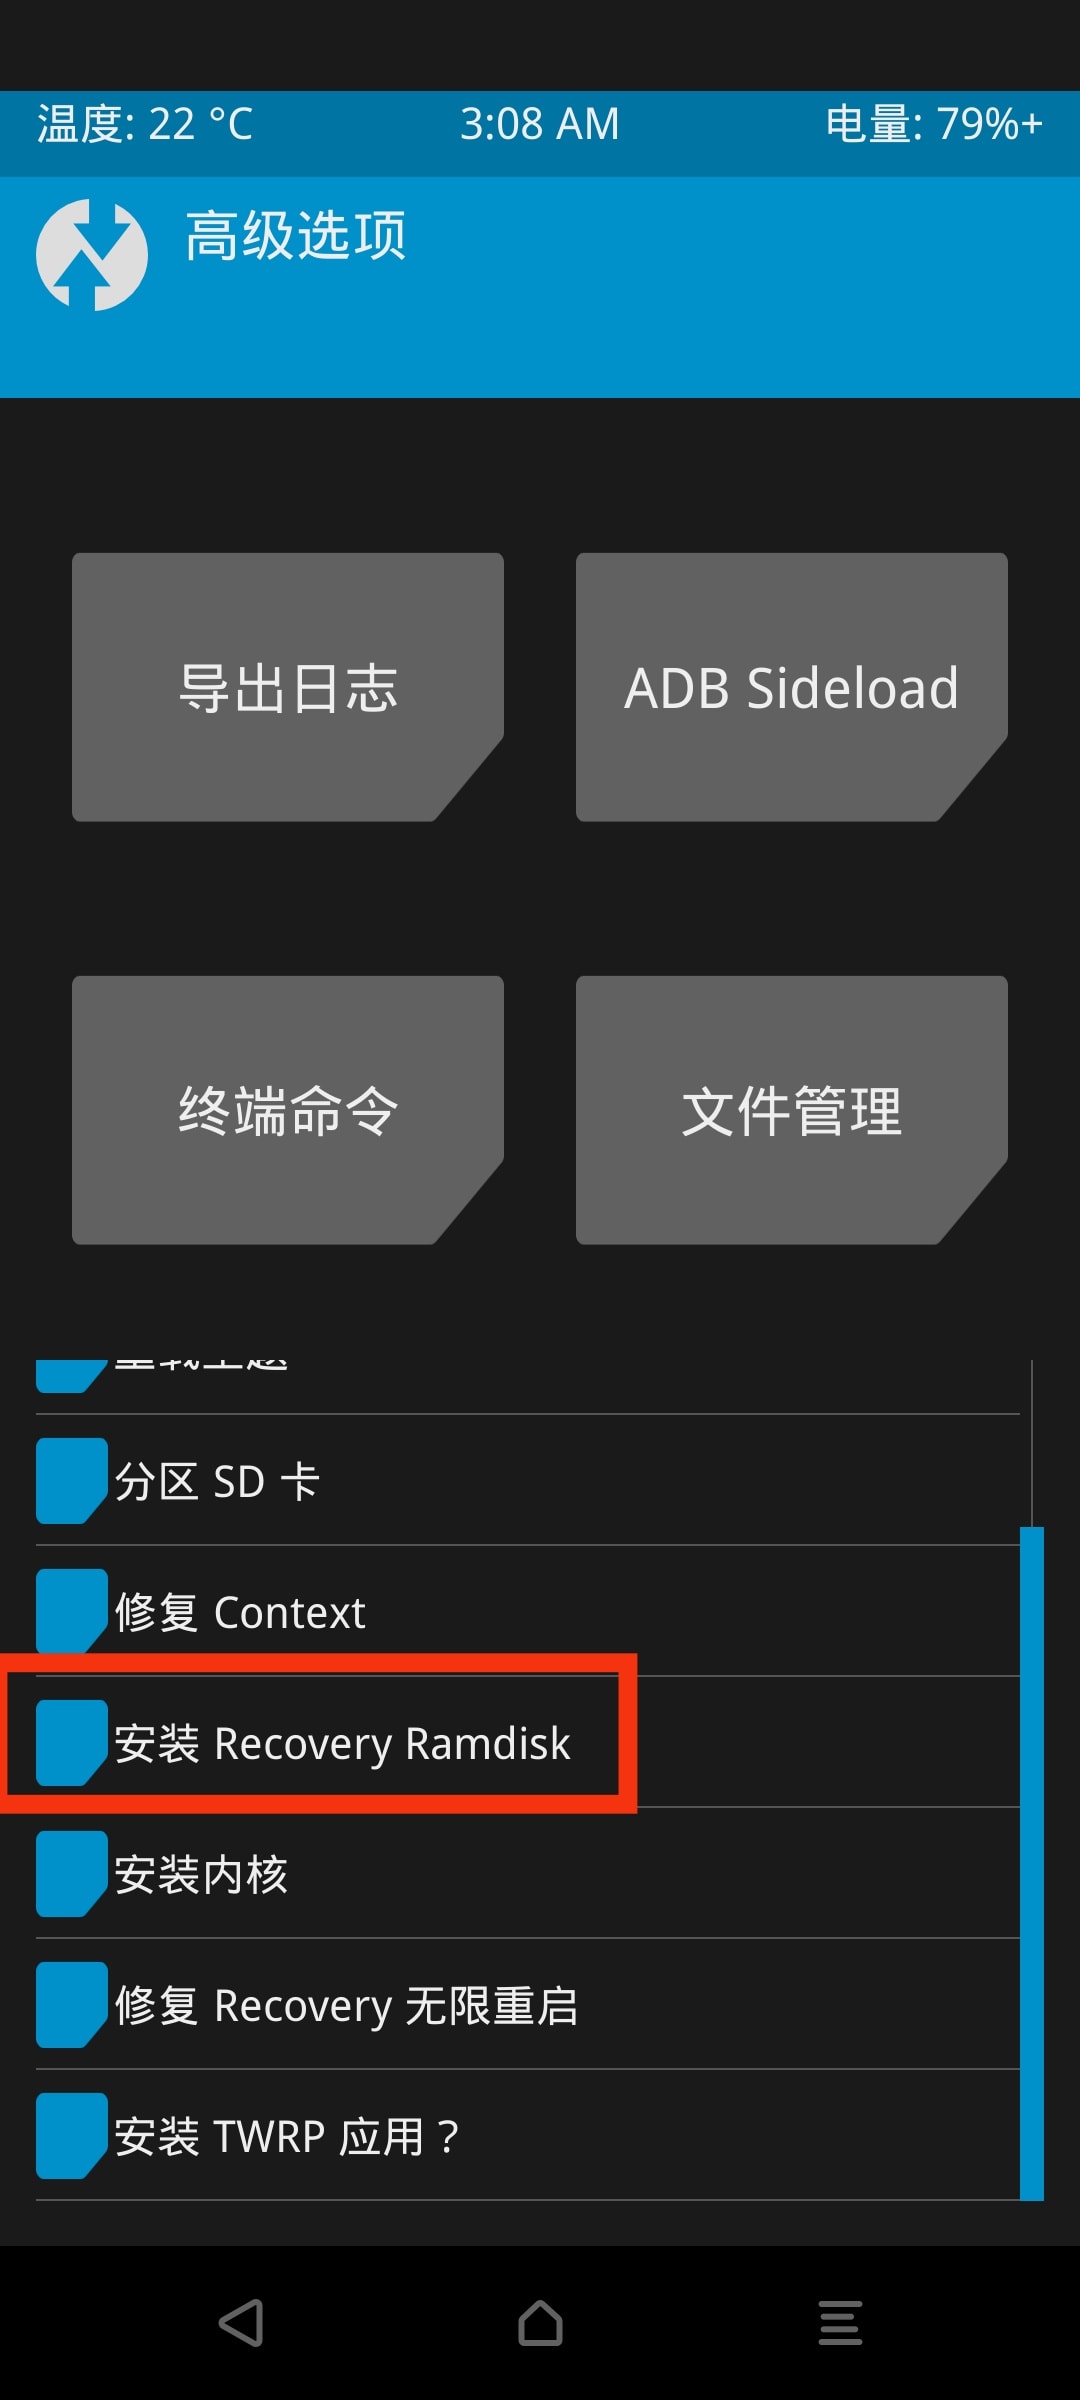 温度: 22 °C
3:08 AM
电量: 79%+
高级选项
导出日志
ADB Sideload
终端命令
文件管理
分区 SD 卡
修复 Context
安装 Recovery Ramdisk
安装内核
修复 Recovery 无限重启
安装 TWRP 应用 ?